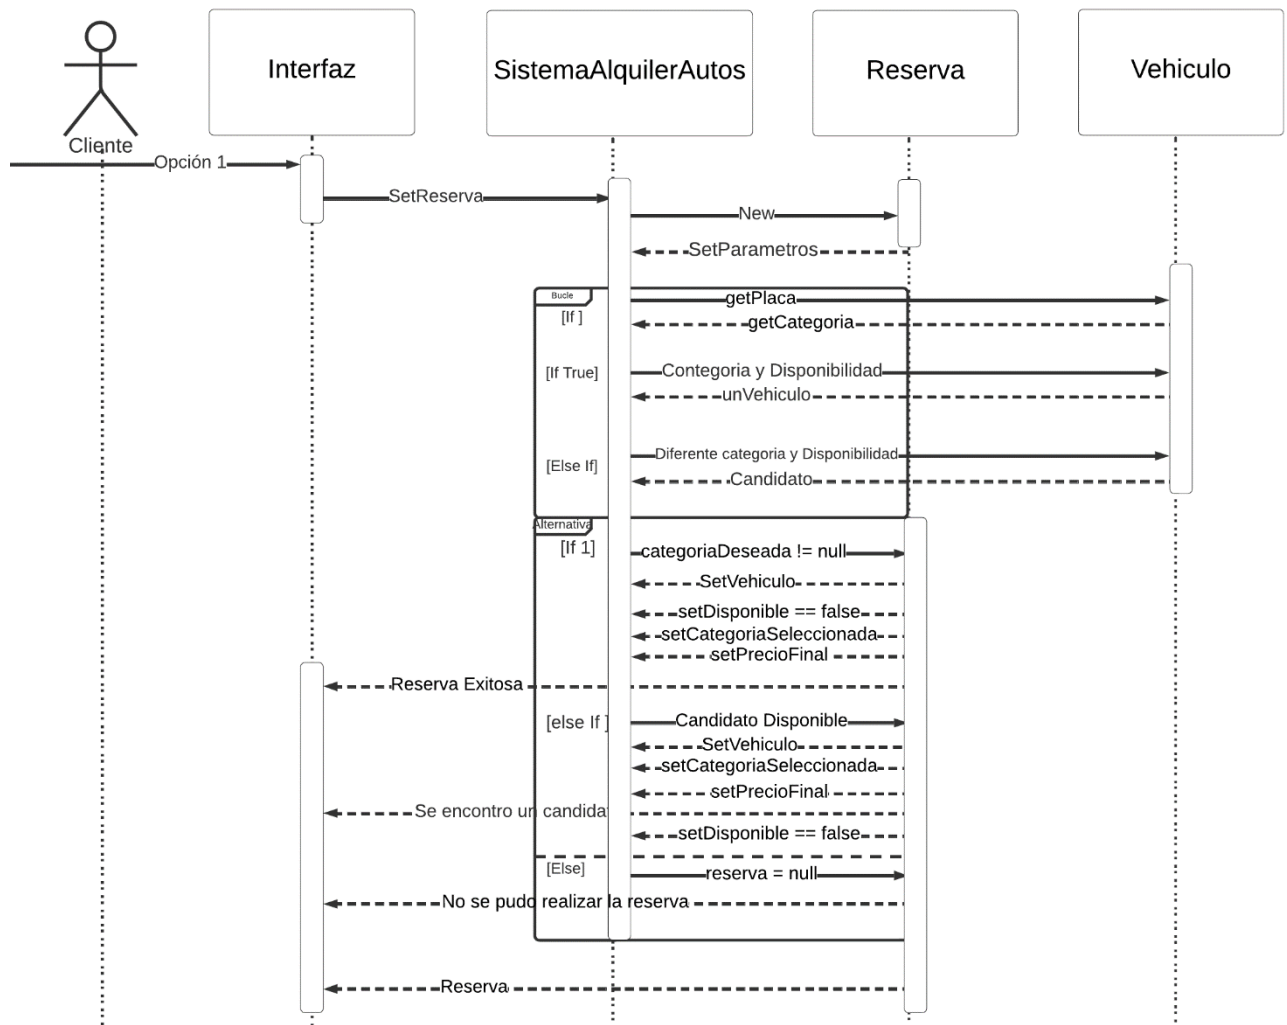 Interfaz
SistemaAlquilerAutos
Reserva
Vehiculo
Cliente
Opción 1
SetReserva
New
SetParametros
Bucle
getPlaca
[If ]
getCategoria
[If True]
Contegoria y Disponibilidad
unVehiculo
Diferente categoria y Disponibilidad
[Else If]
Candidato
Alternativa
[If 1]
categoriaDeseada != null
SetVehiculo
setDisponible == false
setCategoriaSeleccionada
setPrecioFinal
Reserva Exitosa
[else If ]
Candidato Disponible
SetVehiculo
setCategoriaSeleccionada
setPrecioFinal
Se encontro un candidat
setDisponible == false
[Else]
reserva = null
No se pudo realizar la reserva
Reserva